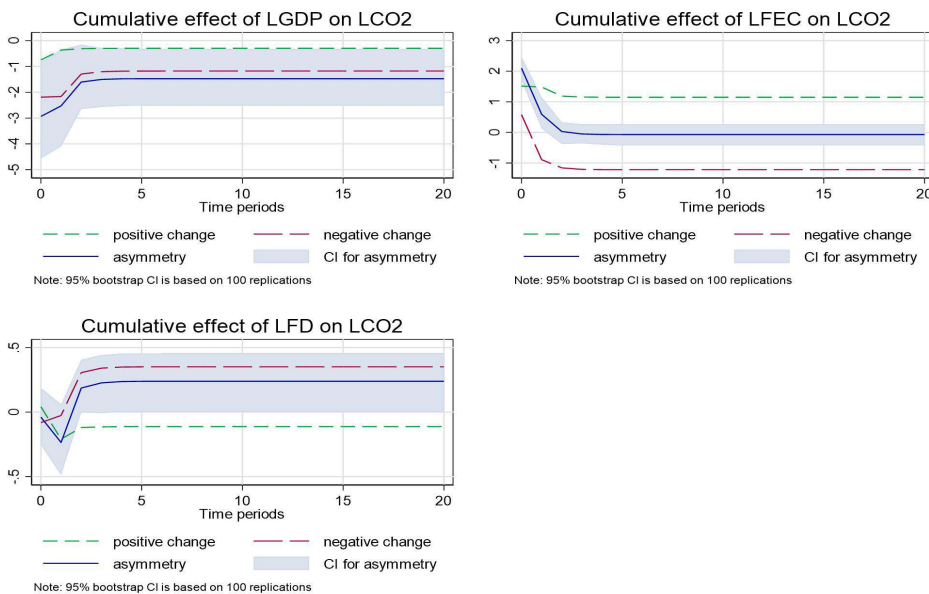 Cumulative effect of LGDP on LCO2
0
-1
-2
-3
-4
-5
0 5 10 15 20
Time periods
positive change negative change
asymmetry CI for asymmetry
Note: 95% bootstrap CI is based on 100 replications
Cumulative effect of LFEC on LCO2
3
2
1
0
-1
0 5 10 15 20
Time periods
positive change negative change
asymmetry CI for asymmetry
Note: 95% bootstrap CI is based on 100 replications
Cumulative effect of LFD on LCO2
.5
0
-.5
0 5 10 15 20
Time periods
positive change negative change
asymmetry CI for asymmetry
Note: 95% bootstrap CI is based on 100 replications